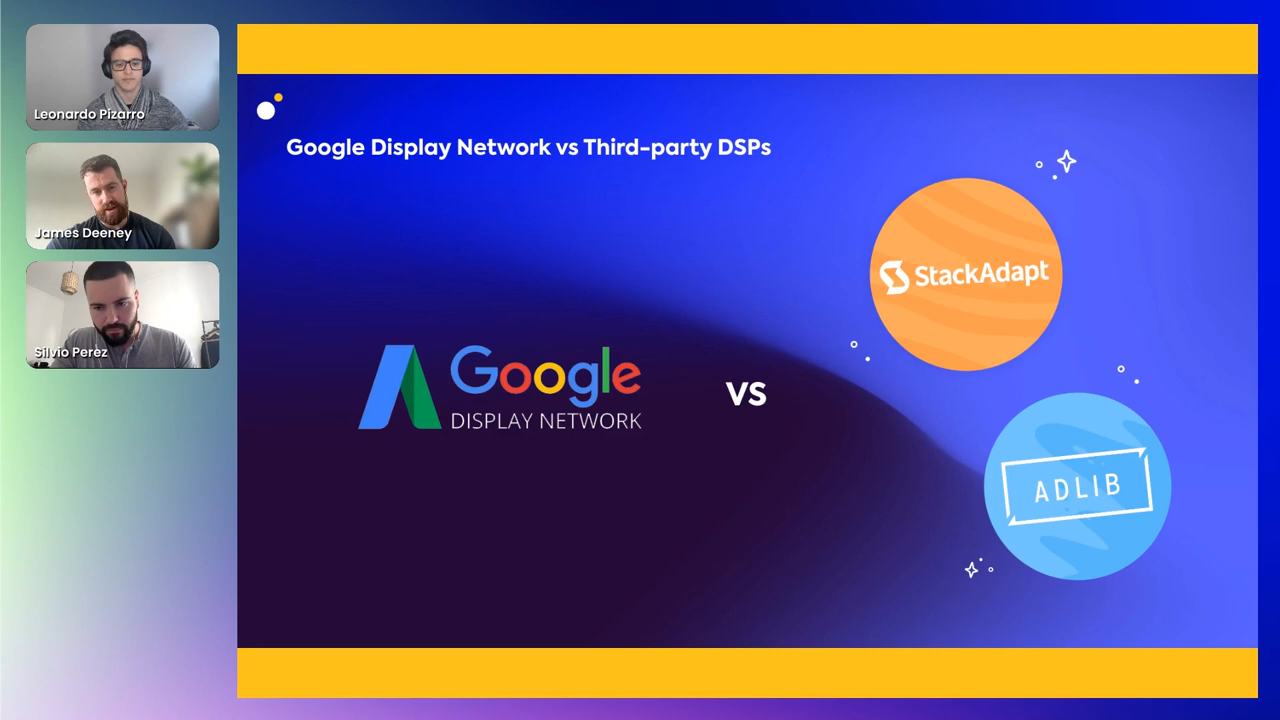 Leonardo Pizarro
James Deeney
Silvio Perez
Google Display Network vs Third-party DSPs
StackAdapt
Google
DISPLAY NETWORK
VS
ADLIB